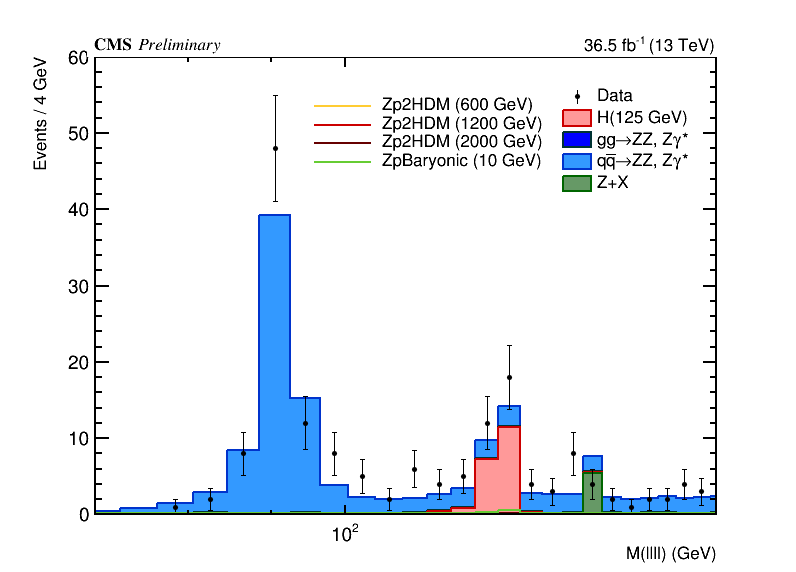 CMS Preliminary
36.5 fb⁻¹ (13 TeV)
Events / 4 GeV
60
50
40
30
20
10
0
Zp2HDM (600 GeV)
Zp2HDM (1200 GeV)
Zp2HDM (2000 GeV)
ZpBaryonic (10 GeV)
Data
H(125 GeV)
gg→ZZ, Zγ*
qq̅→ZZ, Zγ*
Z+X
10²
M(llll) (GeV)